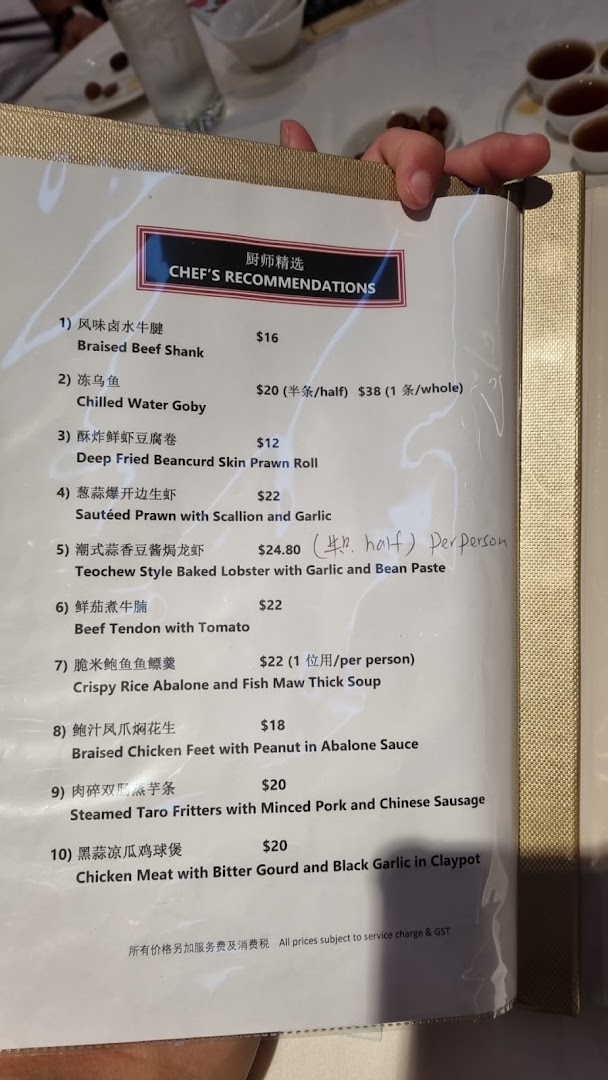 厨师精选
CHEF'S RECOMMENDATIONS
1) 风味卤水牛腱 $16
Braised Beef Shank
2) 冻乌鱼 $20 (半条/half) $38 (1 条/whole)
Chilled Water Goby
3) 酥炸鲜虾豆腐卷 $12
Deep Fried Beancurd Skin Prawn Roll
4) 葱蒜爆开边生虾 $22
Sautéed Prawn with Scallion and Garlic
5) 潮式蒜香豆酱焗龙虾 $24.80 half) perperson
Teochew Style Baked Lobster with Garlic and Bean Paste
6) 鲜茄煮牛腩 $22
Beef Tendon with Tomato
7) 脆米鲍鱼鱼鳔羹 $22 (1 位用/per person)
Crispy Rice Abalone and Fish Maw Thick Soup
8) 鲍汁凤爪焖花生 $18
Braised Chicken Feet with Peanut in Abalone Sauce
9) 肉碎双肠蒸芋条 $20
Steamed Taro Fritters with Minced Pork and Chinese Sausage
10) 黑蒜凉瓜鸡球煲 $20
Chicken Meat with Bitter Gourd and Black Garlic in Claypot
所有价格另加服务费及消费税 All prices subject to service charge & GST